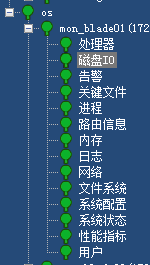 os
mon_blade01(172
处理器
磁盘IO
告警
关键文件
进程
路由信息
内存
日志
网络
文件系统
系统配置
系统状态
性能指标
用户